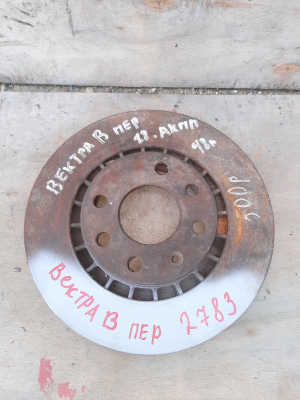 ВЕКТРА В ПЕР
1.8. АКПП
98г
500р
ВЕКТРА В ПЕР 2783